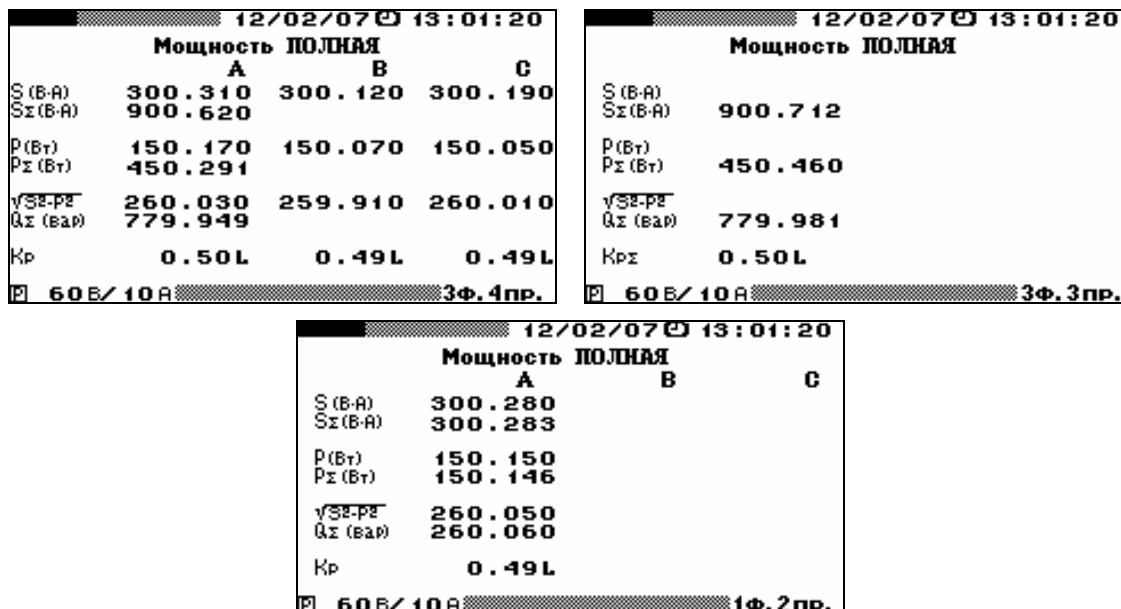 12/02/07 13:01:20
Мощность ПОЛНАЯ
A B C
S (В·А) 300.310 300.120 300.190
SΣ(В·А) 900.620
P(Вт) 150.170 150.070 150.050
PΣ (Вт) 450.291
√S²-P² 260.030 259.910 260.010
QΣ (вар) 779.949
Kр 0.50L 0.49L 0.49L
P 60В/10А 3Ф.4пр.
12/02/07 13:01:20
Мощность ПОЛНАЯ
S (В·А)
SΣ(В·А) 900.712
P(Вт)
PΣ (Вт) 450.460
√S²-P²
QΣ (вар) 779.981
KрΣ 0.50L
P 60В/10А 3Ф.3пр.
12/02/07 13:01:20
Мощность ПОЛНАЯ
A B C
S (В·А) 300.280
SΣ(В·А) 300.283
P(Вт) 150.150
PΣ (Вт) 150.146
√S²-P² 260.050
QΣ (вар) 260.060
Kр 0.49L
P 60В/10А 1Ф.2пр.